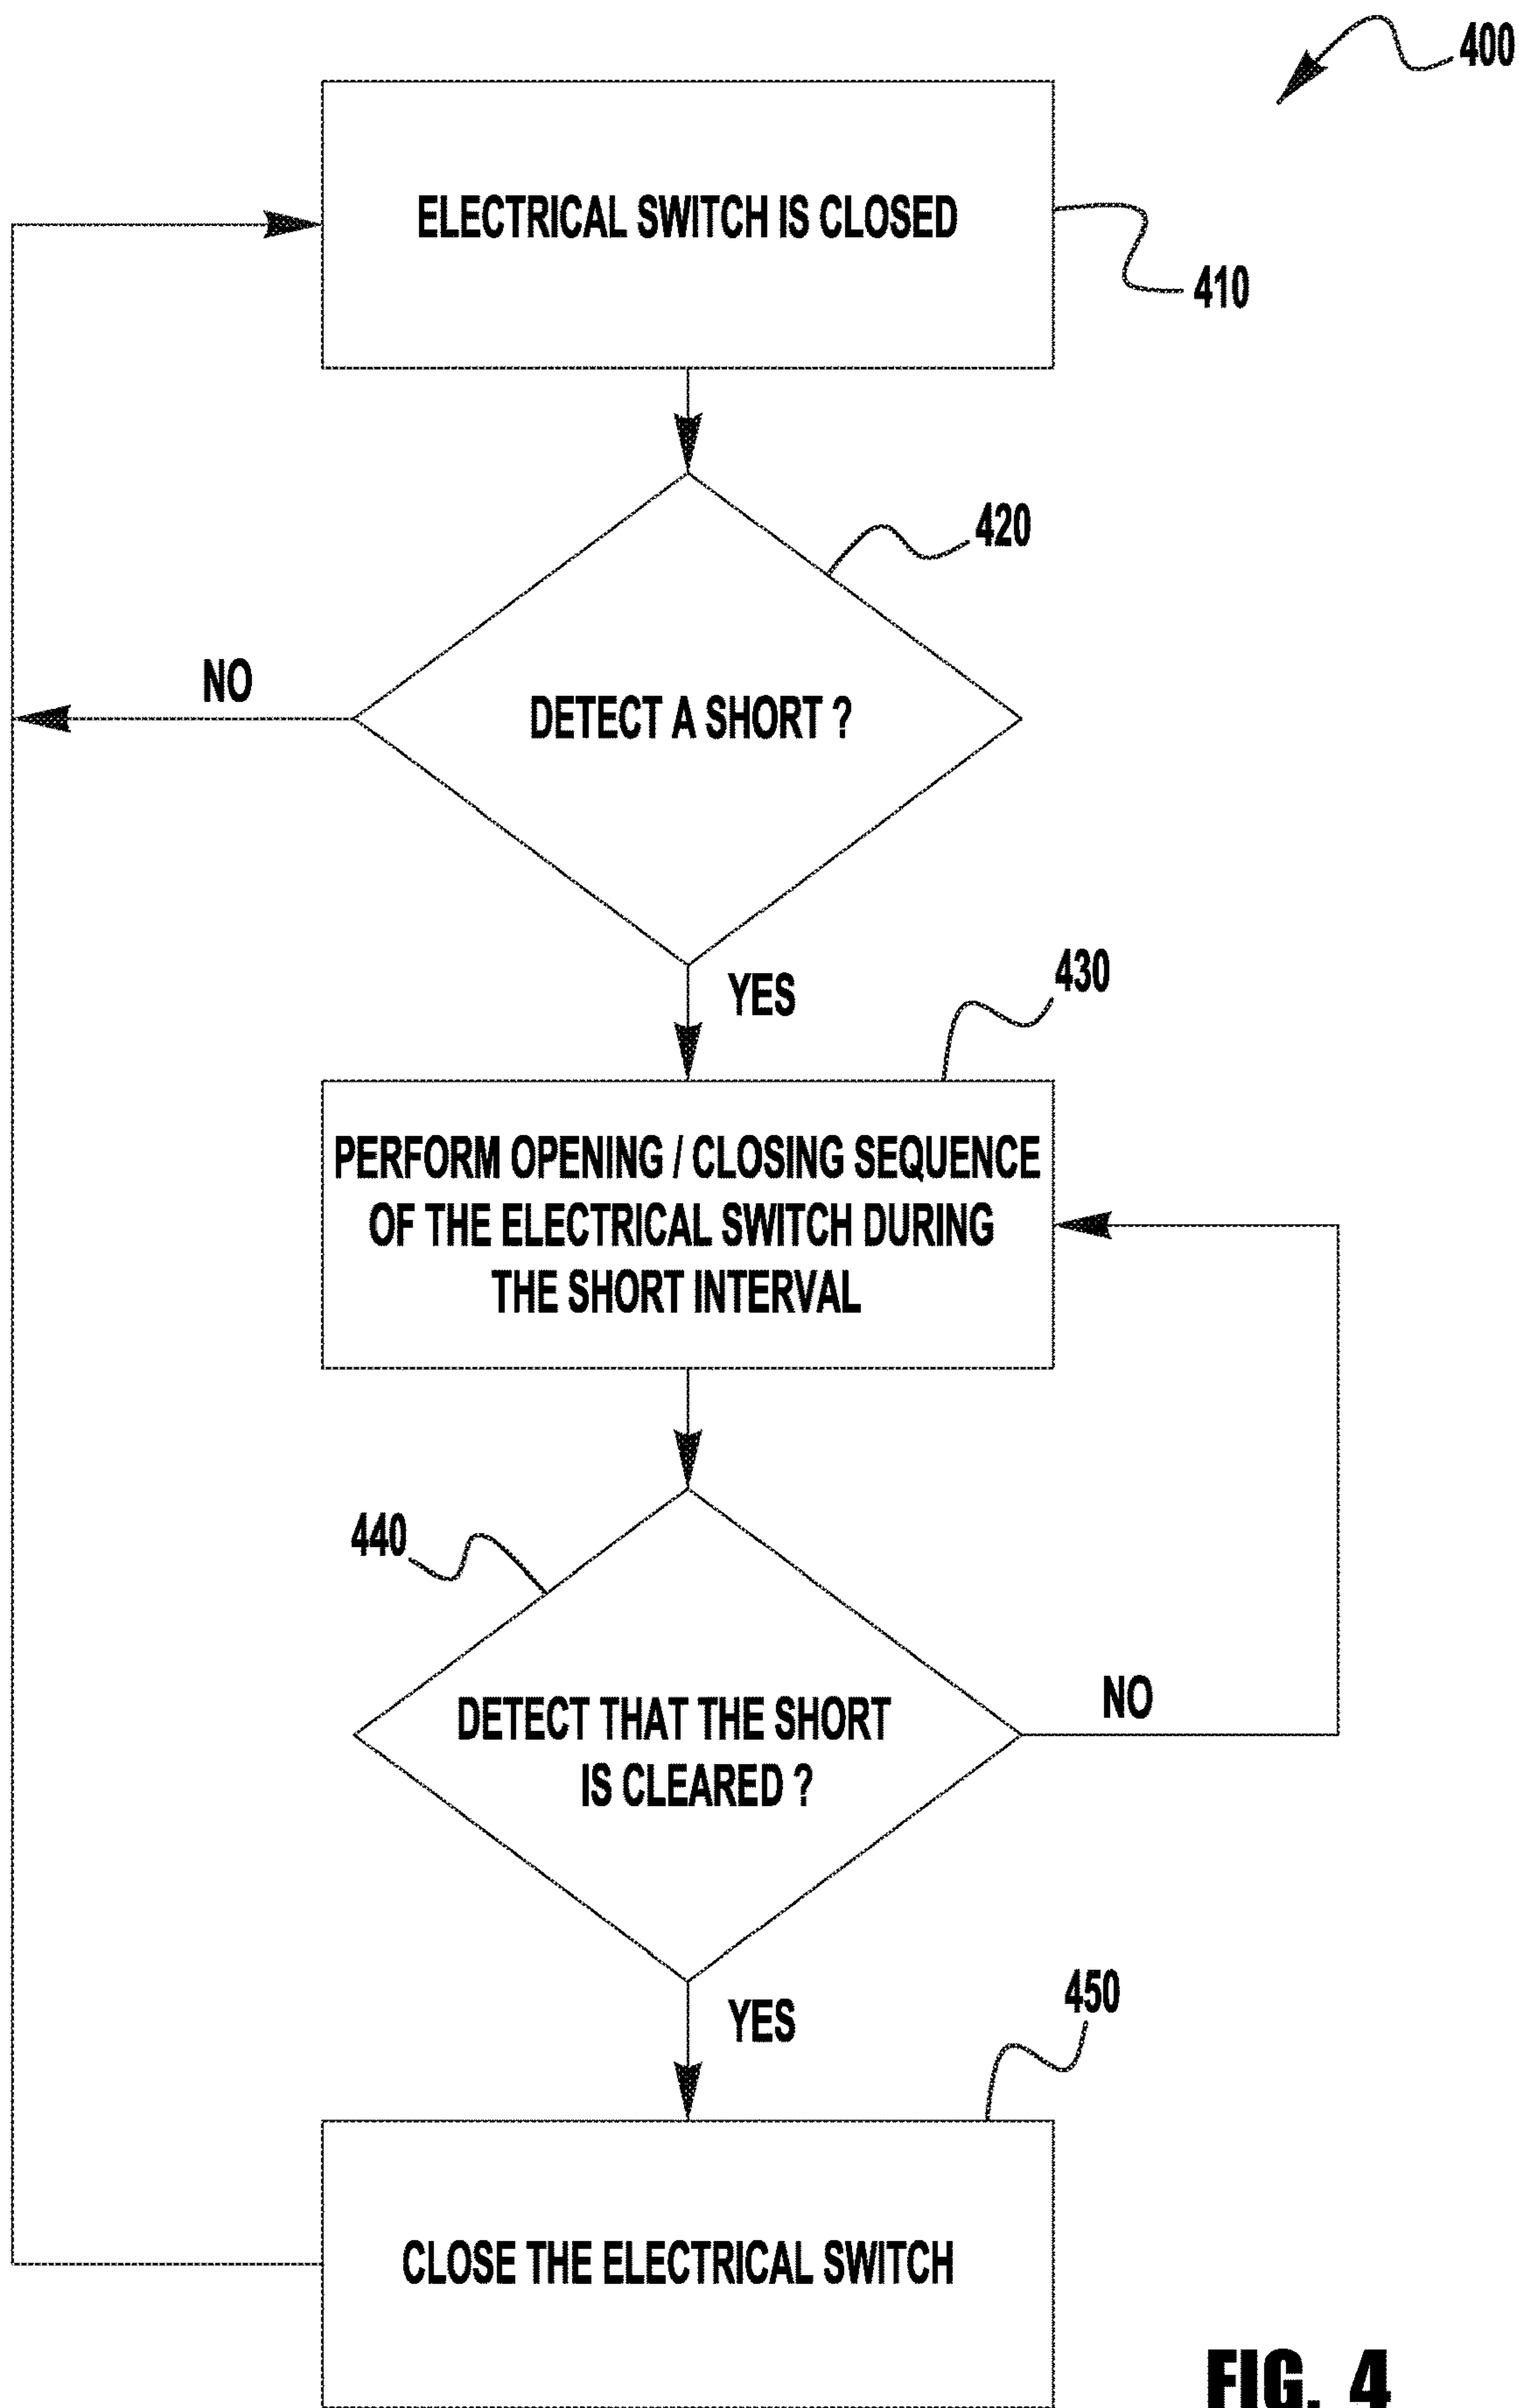 400
ELECTRICAL SWITCH IS CLOSED
410
420
DETECT A SHORT ?
NO
YES
430
PERFORM OPENING / CLOSING SEQUENCE
OF THE ELECTRICAL SWITCH DURING
THE SHORT INTERVAL
440
DETECT THAT THE SHORT
IS CLEARED ?
NO
YES
450
CLOSE THE ELECTRICAL SWITCH
FIG. 4